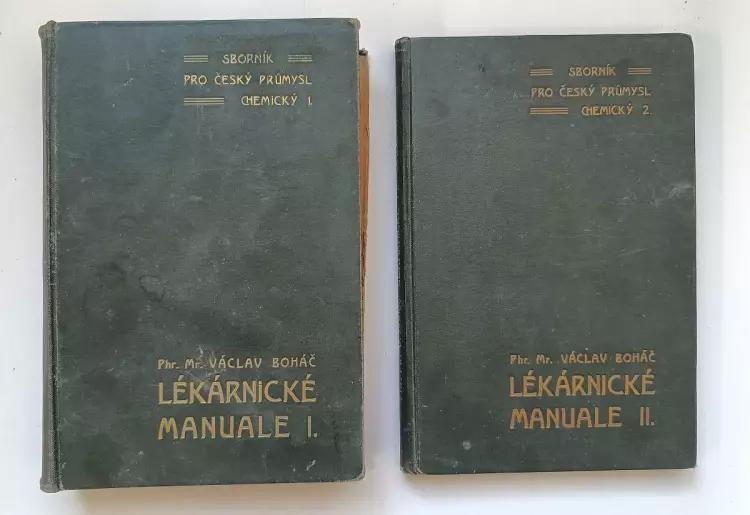 SBORNÍK
PRO ČESKÝ PRŮMYSL
CHEMICKÝ 1.
Phr. Mr. VÁCLAV BOHÁČ
LÉKÁRNICKÉ
MANUALE I.
SBORNÍK
PRO ČESKÝ PRŮMYSL
CHEMICKÝ 2.
Phr. Mr. VÁCLAV BOHÁČ
LÉKÁRNICKÉ
MANUALE II.